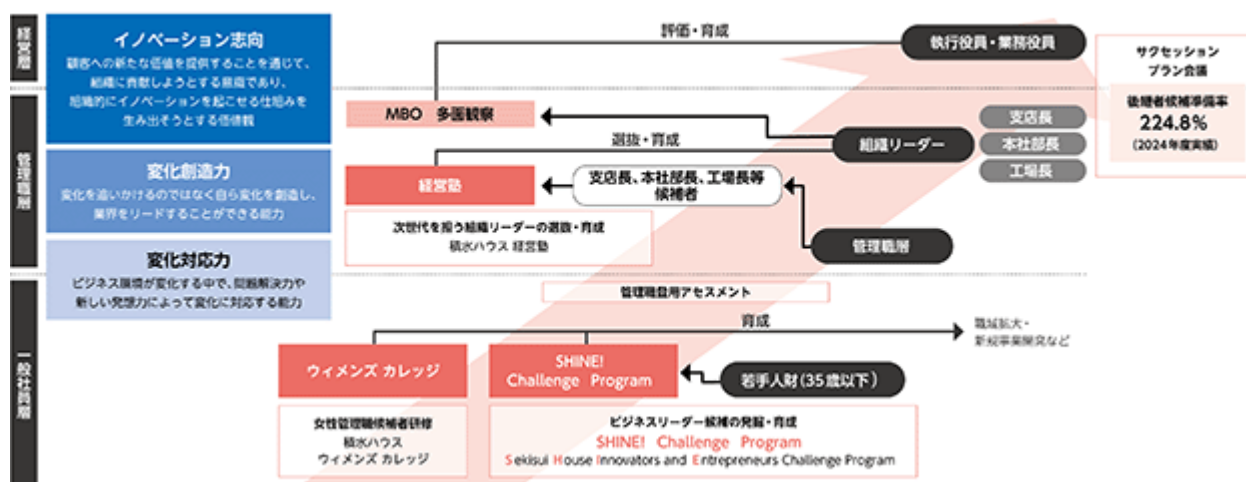 経営層
イノベーション志向
顧客への新たな価値を提供することを通じて、
組織に貢献しようとする意識であり、
組織的にイノベーションを起こせる仕組みを
生み出そうとする価値観
評価・育成
執行役員・業務役員
サクセッション
プラン会議
後継者候補準備率
224.8%
(2024年度実績)
管理職層
MBO 多面観察
選抜・育成
組織リーダー
支店長
本社部長
工場長
変化創造力
変化を追いかけるのではなく自ら変化を創造し、
業界をリードすることができる能力
経営塾
支店長、本社部長、工場長等
候補者
次世代を担う組織リーダーの選抜・育成
積水ハウス 経営塾
管理職層
変化対応力
ビジネス環境が変化する中で、問題解決力や
新しい発想力によって変化に対応する能力
管理職登用アセスメント
一般社員層
育成
職域拡大・
新規事業開発など
ウィメンズ カレッジ
SHINE!
Challenge Program
若手人財(35歳以下)
女性管理職候補者研修
積水ハウス
ウィメンズ カレッジ
ビジネスリーダー候補の発掘・育成
SHINE! Challenge Program
Sekisui House Innovators and Entrepreneurs Challenge Program